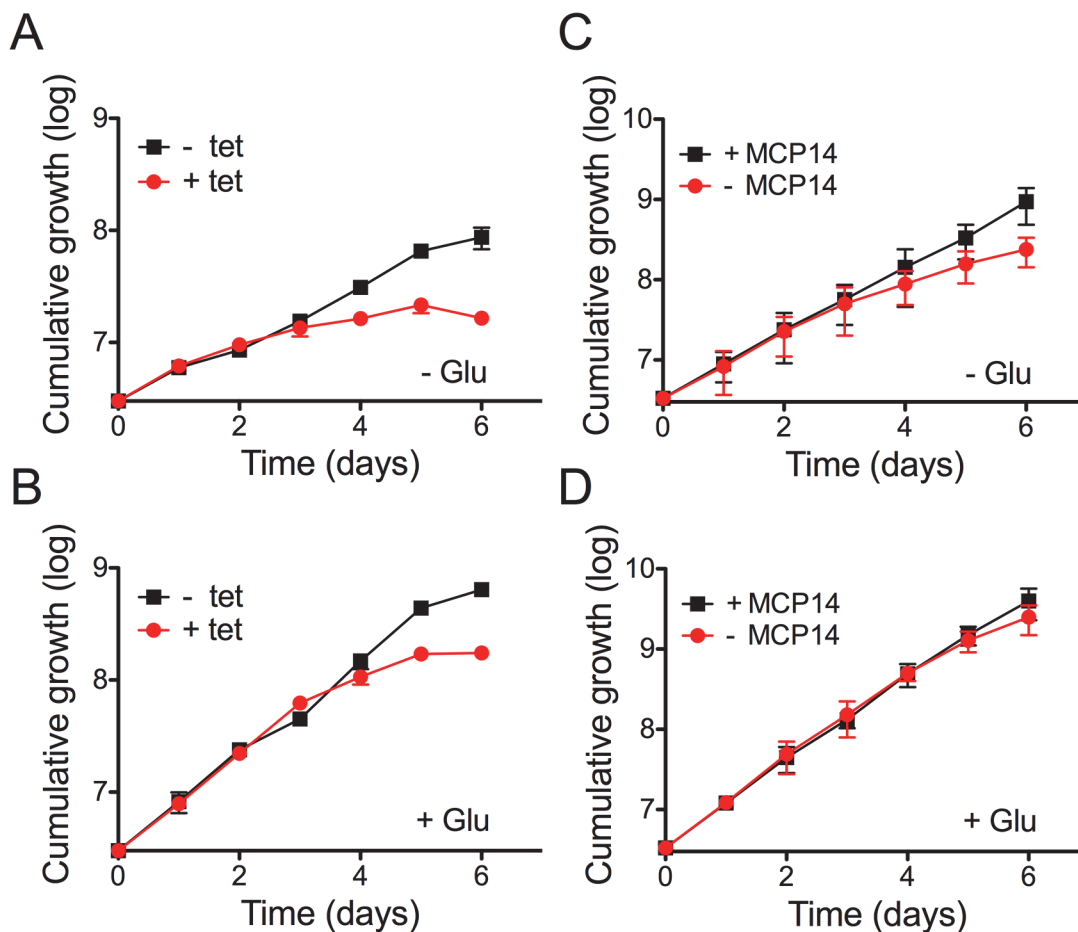 A
Cumulative growth (log)
9
8
7
- tet
+ tet
- Glu
0 2 4 6
Time (days)
C
Cumulative growth (log)
10
9
8
7
+ MCP14
- MCP14
- Glu
0 2 4 6
Time (days)
B
Cumulative growth (log)
9
8
7
- tet
+ tet
+ Glu
0 2 4 6
Time (days)
D
Cumulative growth (log)
10
9
8
7
+ MCP14
- MCP14
+ Glu
0 2 4 6
Time (days)